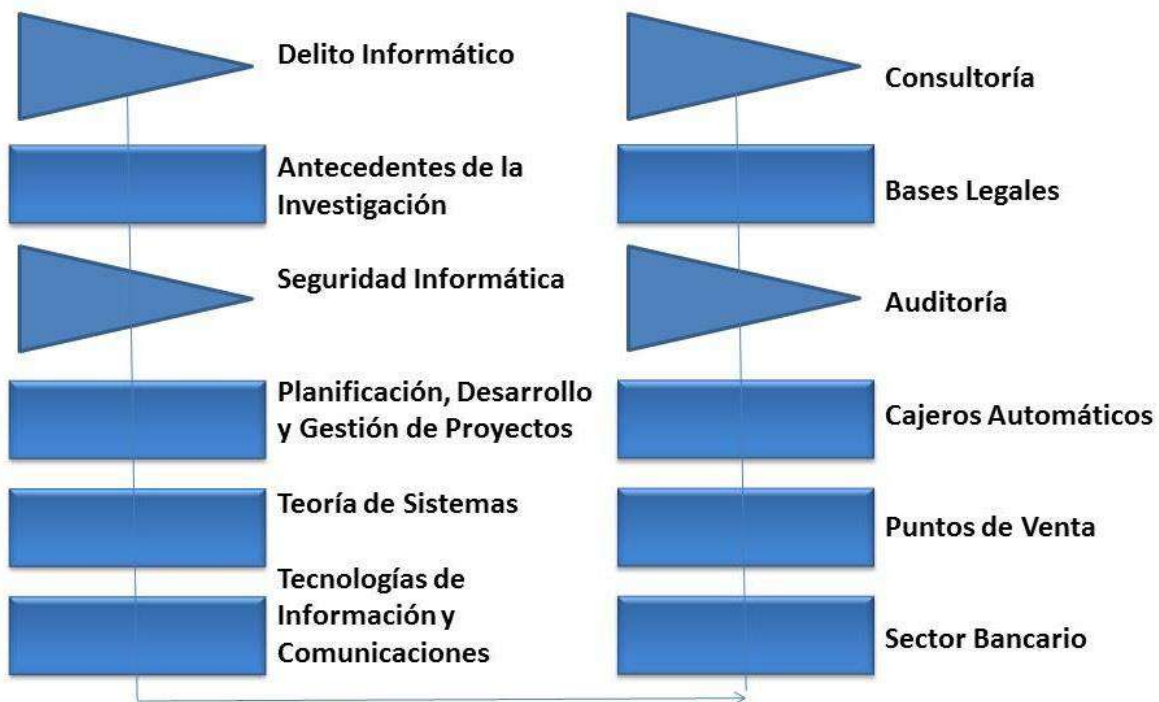 Delito Informático
Antecedentes de la
Investigación
Seguridad Informática
Planificación, Desarrollo
y Gestión de Proyectos
Teoría de Sistemas
Tecnologías de
Información y
Comunicaciones
Consultoría
Bases Legales
Auditoría
Cajeros Automáticos
Puntos de Venta
Sector Bancario